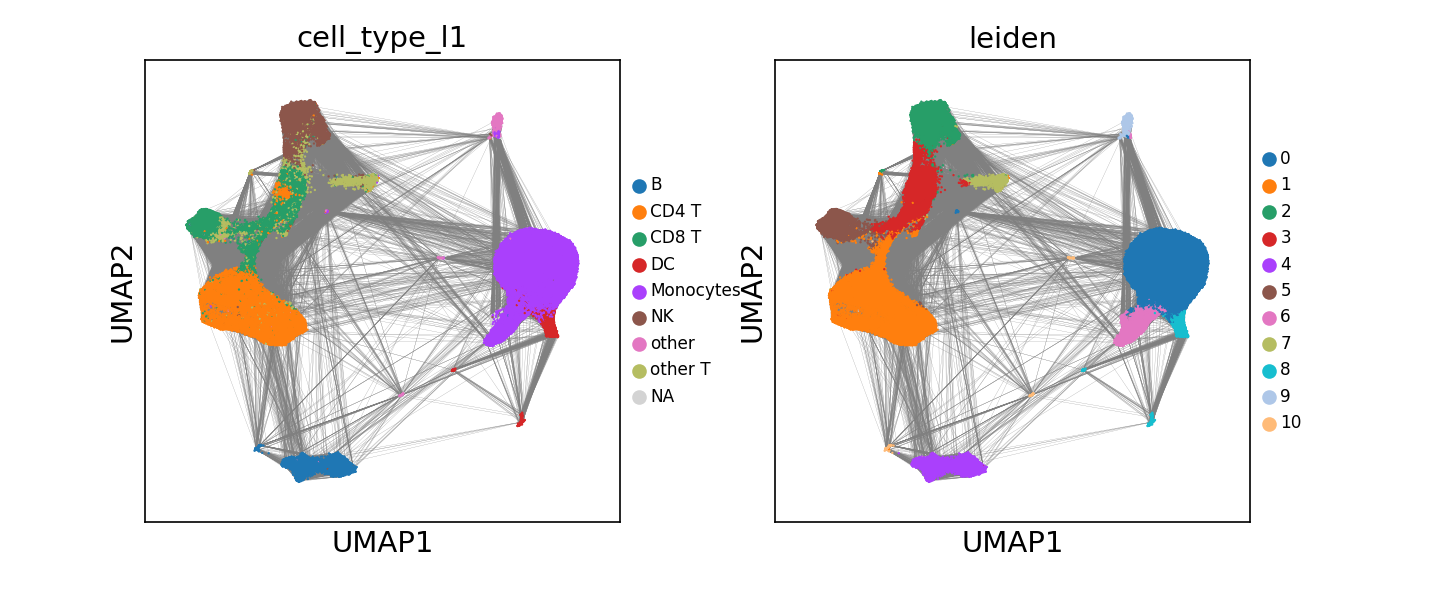 cell_type_l1
UMAP2
UMAP1
B
CD4 T
CD8 T
DC
Monocytes
NK
other
other T
NA
leiden
UMAP2
UMAP1
0
1
2
3
4
5
6
7
8
9
10